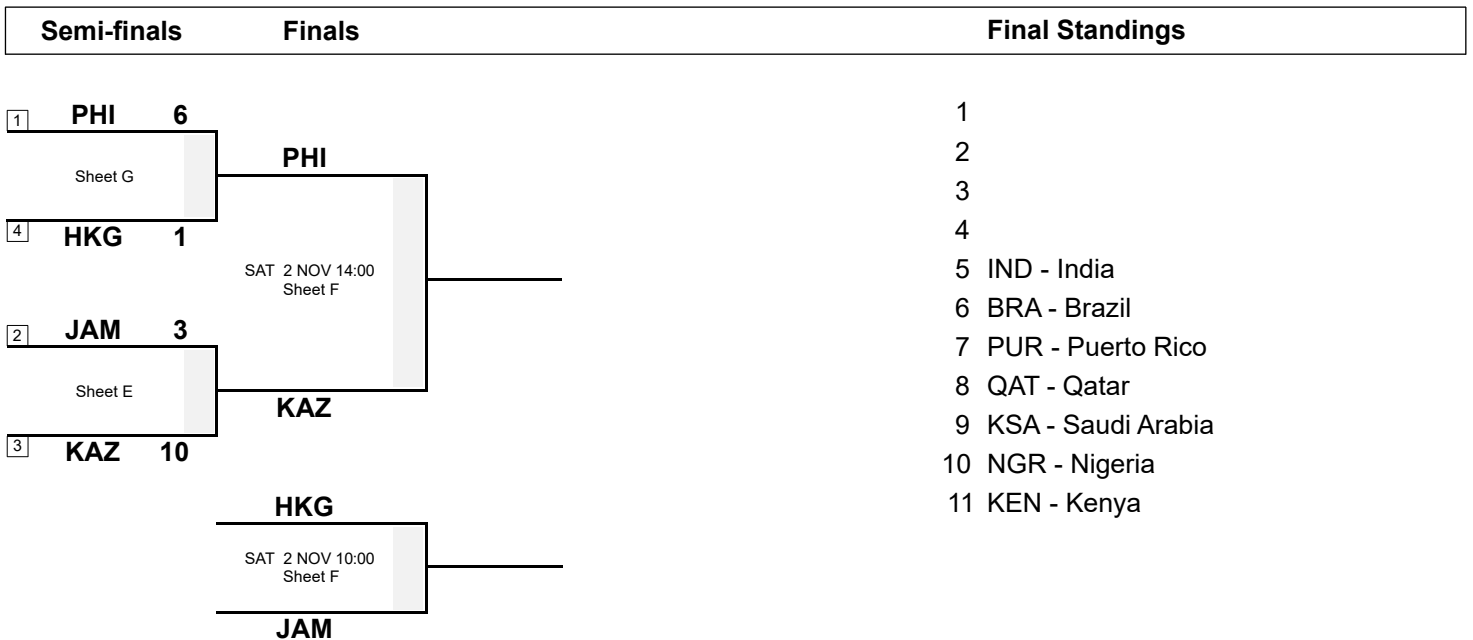 Semi-finals Finals Final Standings
1 PHI 6
Sheet G
4 HKG 1
PHI
SAT 2 NOV 14:00
Sheet F
KAZ
2 JAM 3
Sheet E
3 KAZ 10
HKG
SAT 2 NOV 10:00
Sheet F
JAM
1
2
3
4
5 IND - India
6 BRA - Brazil
7 PUR - Puerto Rico
8 QAT - Qatar
9 KSA - Saudi Arabia
10 NGR - Nigeria
11 KEN - Kenya